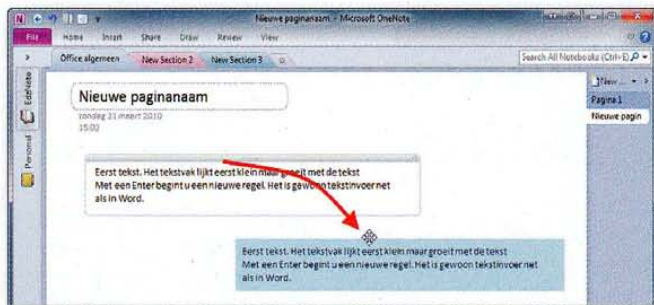 Nieuwe paginanaam - Microsoft OneNote
File Home Insert Share Draw Review View
Office algemeen New Section 2 New Section 3
Search All Notebooks (Ctrl+E)
Nieuwe paginanaam
zondag 21 maart 2010
15:02
New ...
Pagina 1
Nieuwe pagin
Personal
Eerst tekst. Het tekstvak lijkt eerst klein maar groeit met de tekst
Met een Enter begint u een nieuwe regel. Het is gewoon tekstinvoer net
als in Word.
Eerst tekst. Het tekstvak lijkt eerst klein maar groeit met de tekst
Met een Enter begint u een nieuwe regel. Het is gewoon tekstinvoer net
als in Word.